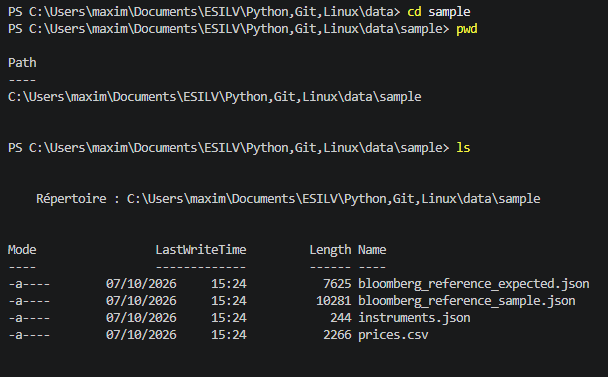 PS C:\Users\maxim\Documents\ESILV\Python,Git,Linux\data> cd sample
PS C:\Users\maxim\Documents\ESILV\Python,Git,Linux\data\sample> pwd
Path
----
C:\Users\maxim\Documents\ESILV\Python,Git,Linux\data\sample
PS C:\Users\maxim\Documents\ESILV\Python,Git,Linux\data\sample> ls
Répertoire : C:\Users\maxim\Documents\ESILV\Python,Git,Linux\data\sample
Mode LastWriteTime Length Name
---- ------------- ------ ----
-a---- 07/10/2026 15:24 7625 bloomberg_reference_expected.json
-a---- 07/10/2026 15:24 10281 bloomberg_reference_sample.json
-a---- 07/10/2026 15:24 244 instruments.json
-a---- 07/10/2026 15:24 2266 prices.csv